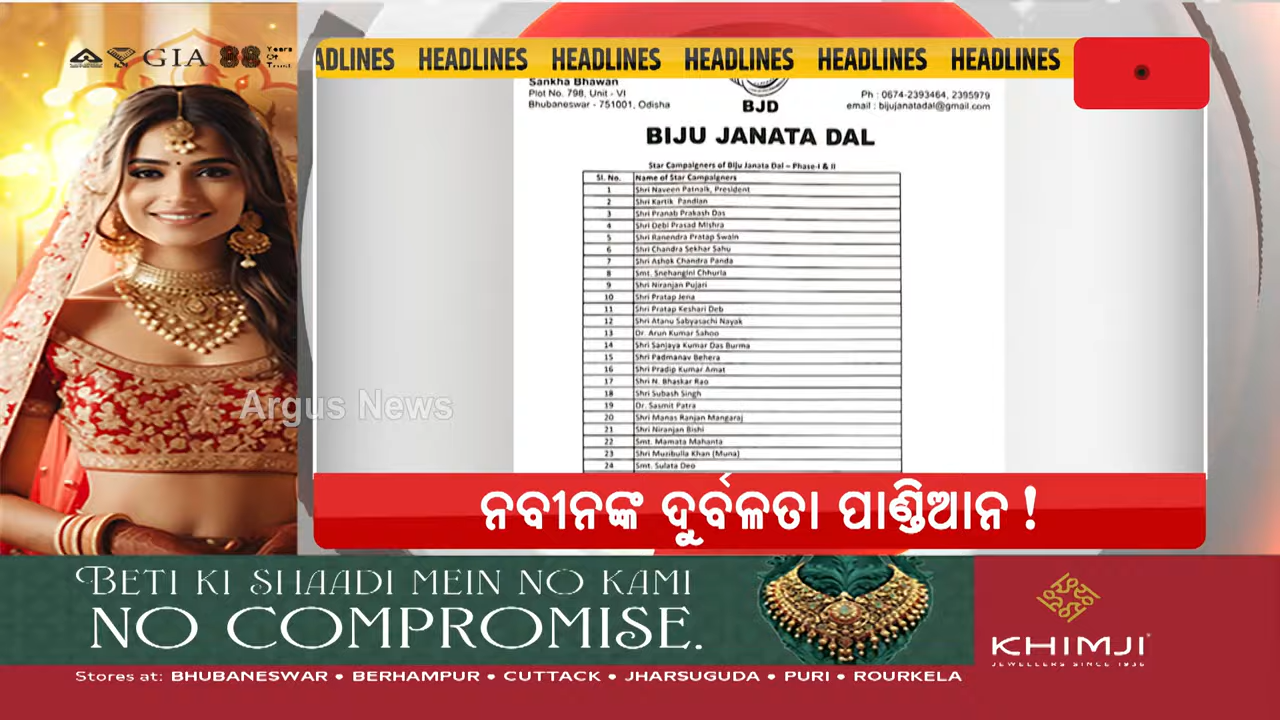 GIA 88 Years Of Trust
ADLINES HEADLINES HEADLINES HEADLINES HEADLINES HEADLINES
Sankha Bhawan
Plot No. 798, Unit - VI
Bhubaneswar - 751001, Odisha
BJD
Ph : 0674-2393464, 2395979
email : bijujanatadal@gmail.com
BIJU JANATA DAL
Star Campaigners of Biju Janata Dal – Phase-I & II
Sl. No. Name of Star Campaigners
1 Shri Naveen Patnaik, President
2 Shri Kartik Pandian
3 Shri Pranab Prakash Das
4 Shri Debi Prasad Mishra
5 Shri Ranendra Pratap Swain
6 Shri Chandra Sekhar Sahu
7 Shri Ashok Chandra Panda
8 Smt. Snehangini Chhuria
9 Shri Niranjan Pujari
10 Shri Pratap Jena
11 Shri Pratap Keshari Deb
12 Shri Atanu Sabyasachi Nayak
13 Dr. Arun Kumar Sahoo
14 Shri Sanjaya Kumar Das Burma
15 Shri Padmanav Behera
16 Shri Pradip Kumar Amat
17 Shri N. Bhaskar Rao
18 Shri Subash Singh
19 Dr. Sasmit Patra
20 Shri Manas Ranjan Mangaraj
21 Shri Niranjan Bishi
22 Smt. Mamata Mahanta
23 Shri Muzibulla Khan (Muna)
24 Smt. Sulata Deo
Argus News
ନବୀନଙ୍କ ଦୁର୍ବଳତା ପାଣ୍ଡିଆନ !
BETI KI SHAADI MEIN NO KAMI
NO COMPROMISE.
KHIMJI
JEWELLERS SINCE 1936
Stores at: BHUBANESWAR • BERHAMPUR • CUTTACK • JHARSUGUDA • PURI • ROURKELA